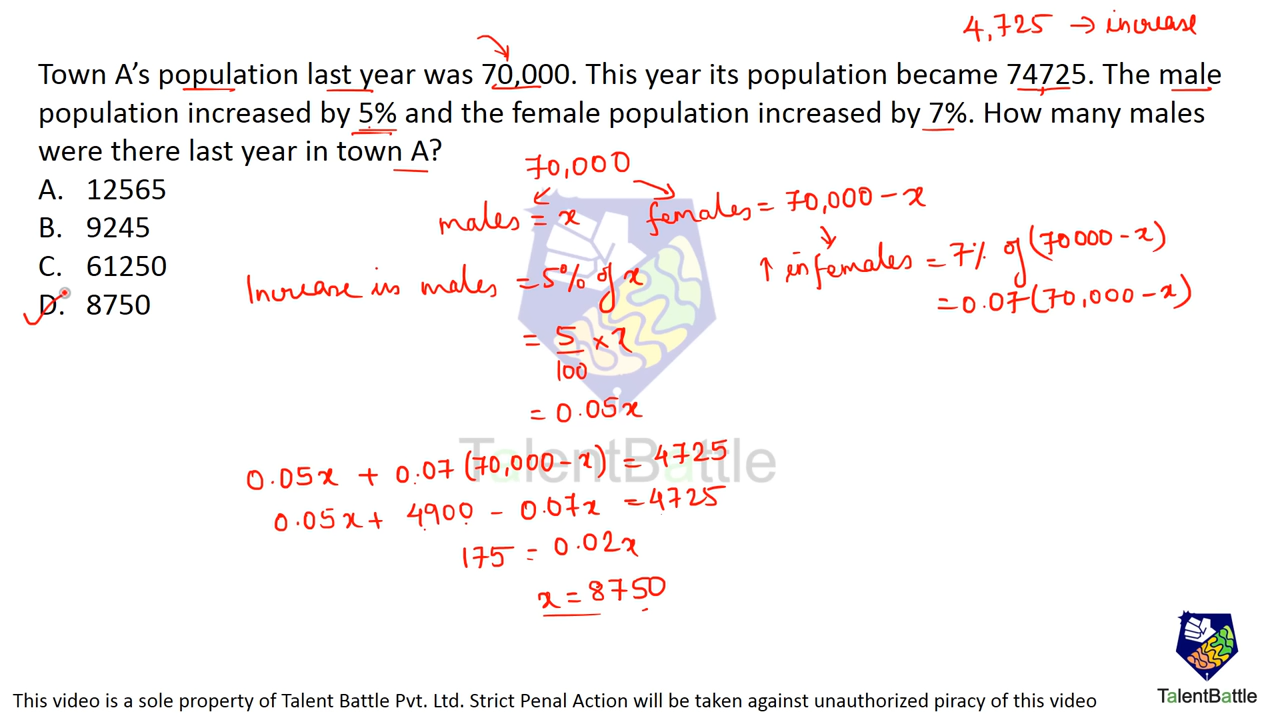 4,725 → increase
Town A's population last year was 70,000. This year its population became 74725. The male
population increased by 5% and the female population increased by 7%. How many males
were there last year in town A?
A. 12565
B. 9245
C. 61250
D. 8750
70,000
males = x
females = 70,000 - x
Increase in males = 5% of x
= 5/100 × x
= 0.05x
↑ in females = 7% of (70000 - x)
= 0.07(70,000 - x)
0.05x + 0.07(70,000 - x) = 4725
0.05x + 4900 - 0.07x = 4725
175 = 0.02x
x = 8750
TalentBattle
TalentBattle
This video is a sole property of Talent Battle Pvt. Ltd. Strict Penal Action will be taken against unauthorized piracy of this video